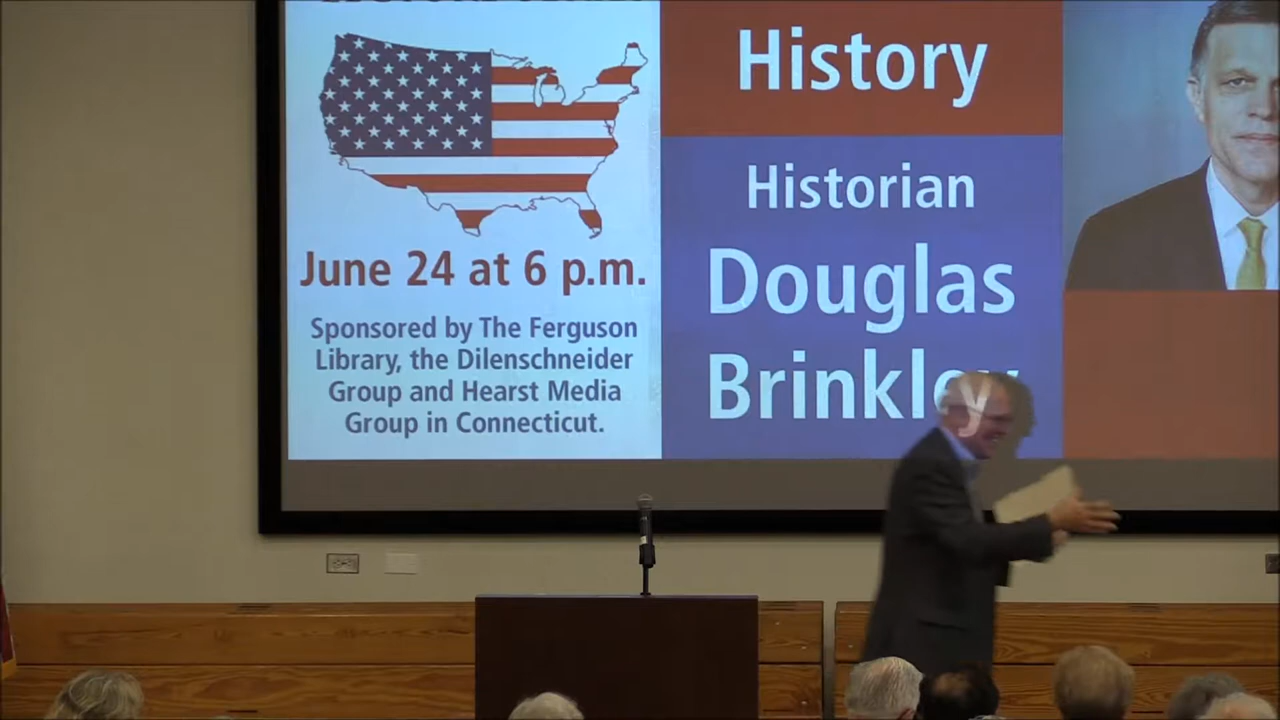 June 24 at 6 p.m.
Sponsored by The Ferguson
Library, the Dilenschneider
Group and Hearst Media
Group in Connecticut.
History
Historian
Douglas
Brinkley